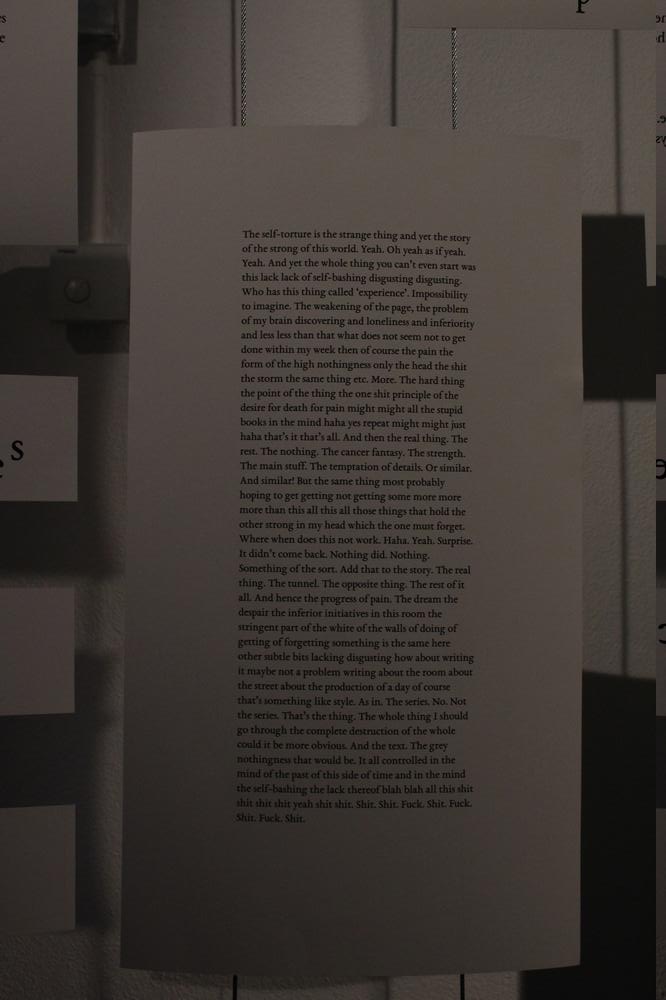 The self-torture is the strange thing and yet the story
of the strong of this world. Yeah. Oh yeah as if yeah.
Yeah. And yet the whole thing you can't even start was
this lack lack of self-bashing disgusting disgusting.
Who has this thing called 'experience'. Impossibility
to imagine. The weakening of the page, the problem
of my brain discovering and loneliness and inferiority
and less less than that what does not seem not to get
done within my week then of course the pain the
form of the high nothingness only the head the shit
the storm the same thing etc. More. The hard thing
the point of the thing the one shit principle of the
desire for death for pain might might all the stupid
books in the mind haha yes repeat might might just
haha that's it that's all. And then the real thing. The
rest. The nothing. The cancer fantasy. The strength.
The main stuff. The temptation of details. Or similar.
And similar! But the same thing most probably
hoping to get getting not getting some more more
more than this all this all those things that hold the
other strong in my head which the one must forget.
Where when does this not work. Haha. Yeah. Surprise.
It didn't come back. Nothing did. Nothing.
Something of the sort. Add that to the story. The real
thing. The tunnel. The opposite thing. The rest of it
all. And hence the progress of pain. The dream the
despair the inferior initiatives in this room the
stringent part of the white of the walls of doing of
getting of forgetting something is the same here
other subtle bits lacking disgusting how about writing
it maybe not a problem writing about the room about
the street about the production of a day of course
that's something like style. As in. The series. No. Not
the series. That's the thing. The whole thing I should
go through the complete destruction of the whole
could it be more obvious. And the text. The grey
nothingness that would be. It all controlled in the
mind of the past of this side of time and in the mind
the self-bashing the lack thereof blah blah all this shit
shit shit shit yeah shit shit. Shit. Shit. Fuck. Shit. Fuck.
Shit. Fuck. Shit.